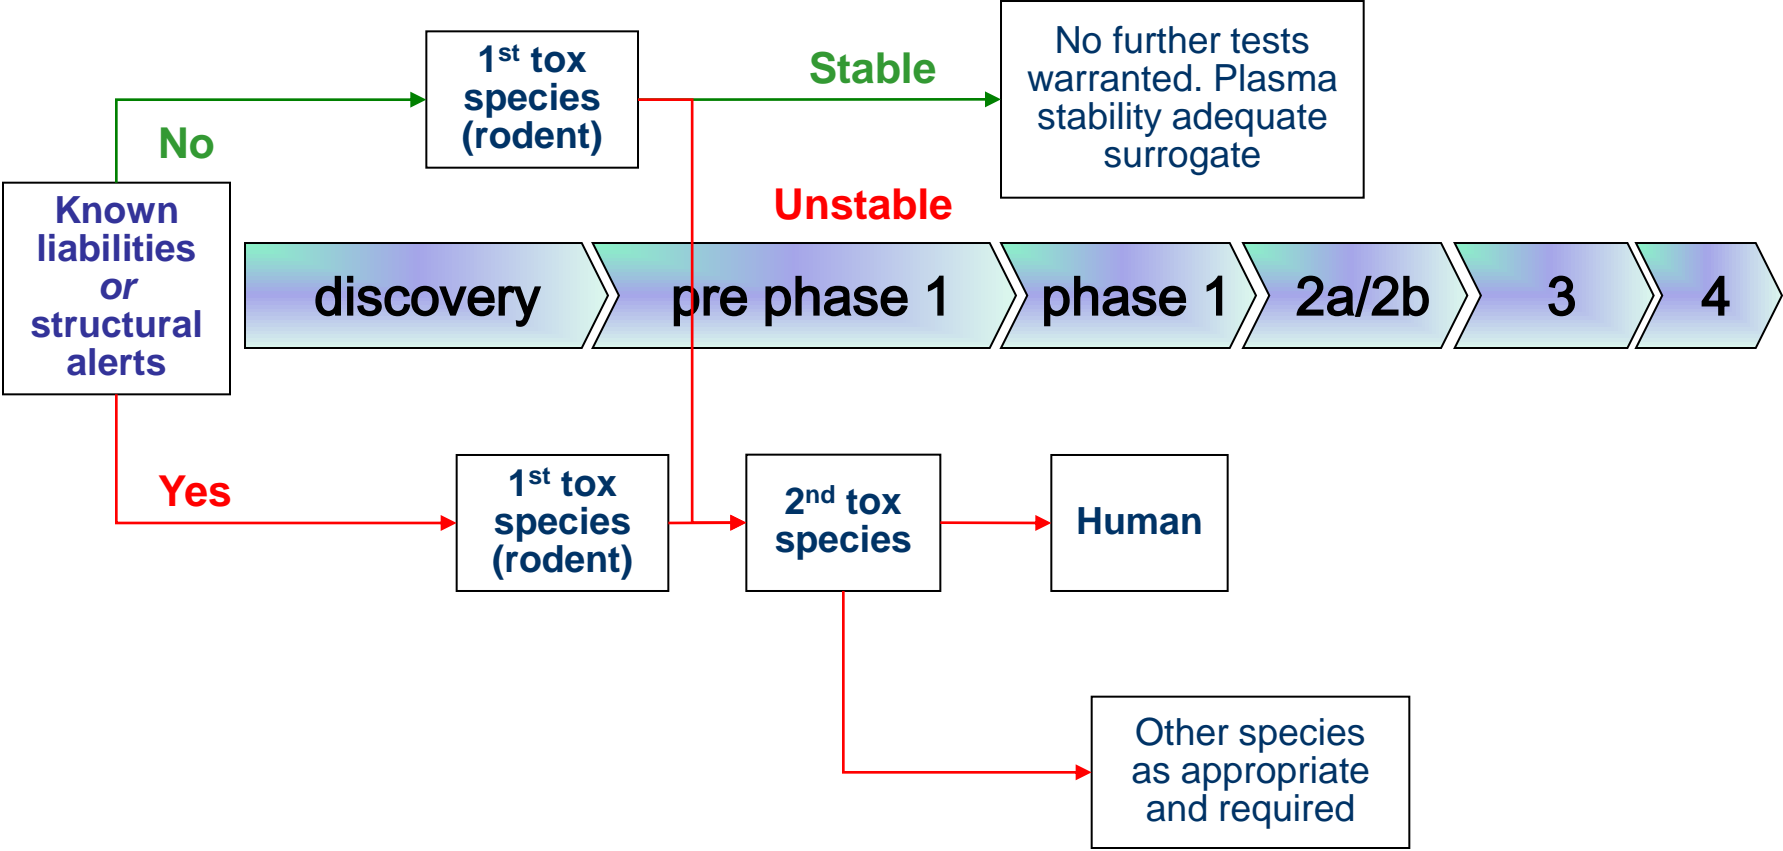 1st tox
species
(rodent)
Stable
No further tests
warranted. Plasma
stability adequate
surrogate
No
Known
liabilities
or
structural
alerts
Unstable
discovery
pre phase 1
phase 1
2a/2b
3
4
Yes
1st tox
species
(rodent)
2nd tox
species
Human
Other species
as appropriate
and required